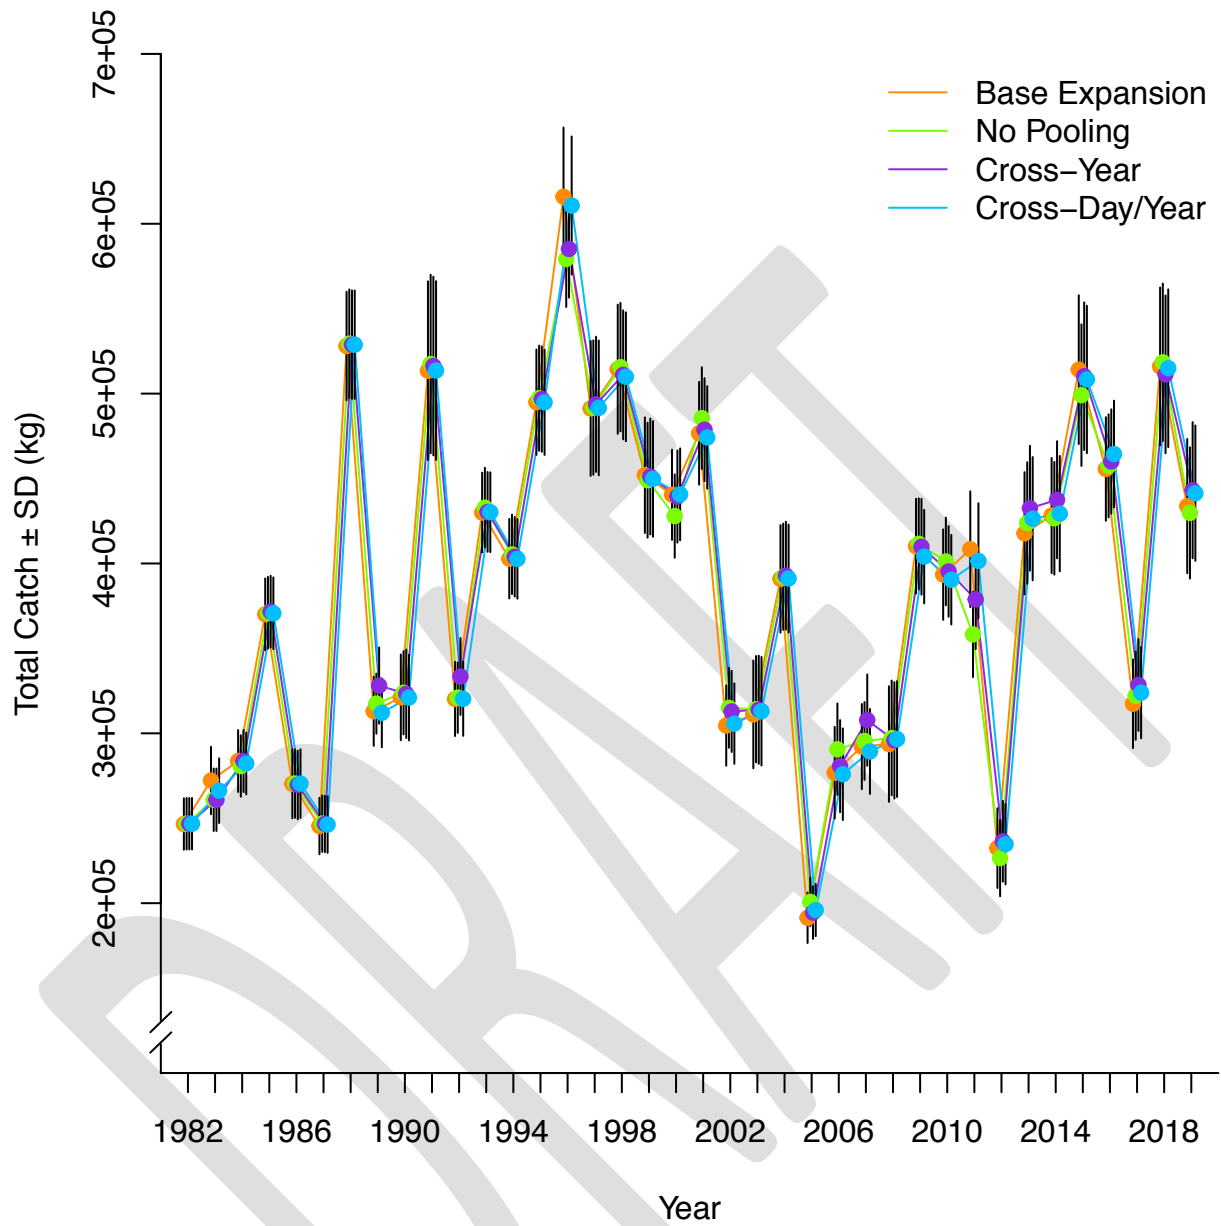 7e+05
6e+05
5e+05
4e+05
3e+05
2e+05
Total Catch ± SD (kg)
Base Expansion
No Pooling
Cross−Year
Cross−Day/Year
DRAFT
1982 1986 1990 1994 1998 2002 2006 2010 2014 2018
Year